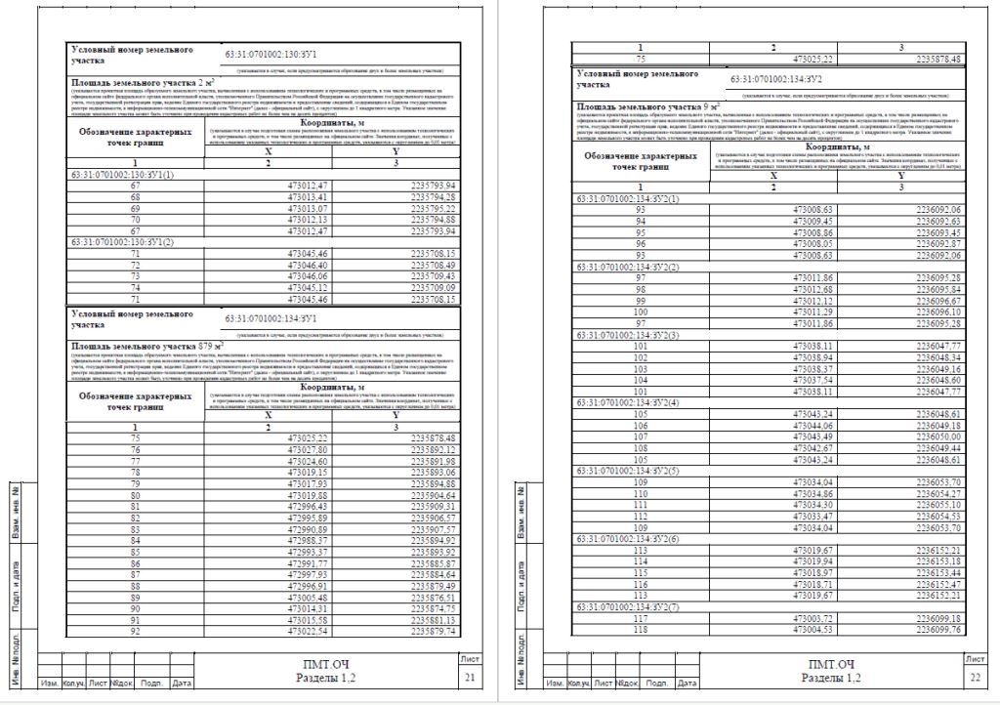 Условный номер земельного участка
63:31:0701002:130:ЗУ1
(указывается в случае, если предусматривается образование двух и более земельных участков)
Площадь земельного участка 2 м²
Обозначение характерных точек границ
Координаты, м
X Y
1 2 3
63:31:0701002:130:ЗУ1(1)
67 473012,47 2235793,94
68 473013,41 2235794,28
69 473013,07 2235795,22
70 473012,13 2235794,88
67 473012,47 2235793,94
63:31:0701002:130:ЗУ1(2)
71 473045,46 2235708,15
72 473046,40 2235708,49
73 473046,06 2235709,43
74 473045,12 2235709,09
71 473045,46 2235708,15
Условный номер земельного участка
63:31:0701002:134:ЗУ1
(указывается в случае, если предусматривается образование двух и более земельных участков)
Площадь земельного участка 879 м²
Обозначение характерных точек границ
Координаты, м
X Y
1 2 3
75 473025,22 2235878,48
76 473027,80 2235892,12
77 473024,60 2235891,98
78 473019,15 2235893,06
79 473017,93 2235894,88
80 473019,88 2235904,64
81 472996,43 2235909,31
82 472995,89 2235906,57
83 472990,89 2235907,57
84 472988,37 2235894,92
85 472993,37 2235893,92
86 472991,77 2235885,87
87 472997,93 2235884,64
88 472996,91 2235879,49
89 473005,48 2235876,51
90 473014,31 2235874,75
91 473015,58 2235881,13
92 473022,54 2235879,74
Взам. инв. №
Подп. и дата
Инв. № подл.
Изм. Кол.уч. Лист №док. Подп. Дата
ПМТ.ОЧ
Разделы 1,2
Лист
21
1 2 3
75 473025,22 2235878,48
Условный номер земельного участка
63:31:0701002:134:ЗУ2
(указывается в случае, если предусматривается образование двух и более земельных участков)
Площадь земельного участка 9 м²
Обозначение характерных точек границ
Координаты, м
X Y
1 2 3
63:31:0701002:134:ЗУ2(1)
93 473008,63 2236092,06
94 473009,45 2236092,63
95 473008,86 2236093,45
96 473008,05 2236092,87
93 473008,63 2236092,06
63:31:0701002:134:ЗУ2(2)
97 473011,86 2236095,28
98 473012,68 2236095,84
99 473012,12 2236096,67
100 473011,29 2236096,10
97 473011,86 2236095,28
63:31:0701002:134:ЗУ2(3)
101 473038,11 2236047,77
102 473038,94 2236048,34
103 473038,37 2236049,16
104 473037,54 2236048,60
101 473038,11 2236047,77
63:31:0701002:134:ЗУ2(4)
105 473043,24 2236048,61
106 473044,06 2236049,18
107 473043,49 2236050,00
108 473042,67 2236049,44
105 473043,24 2236048,61
63:31:0701002:134:ЗУ2(5)
109 473034,04 2236053,70
110 473034,86 2236054,27
111 473034,30 2236055,10
112 473033,47 2236054,53
109 473034,04 2236053,70
63:31:0701002:134:ЗУ2(6)
113 473019,67 2236152,21
114 473019,94 2236153,18
115 473018,97 2236153,44
116 473018,71 2236152,47
113 473019,67 2236152,21
63:31:0701002:134:ЗУ2(7)
117 473003,72 2236099,18
118 473004,53 2236099,76
Взам. инв. №
Подп. и дата
Инв. № подл.
Изм. Кол.уч. Лист №док. Подп. Дата
ПМТ.ОЧ
Разделы 1,2
Лист
22